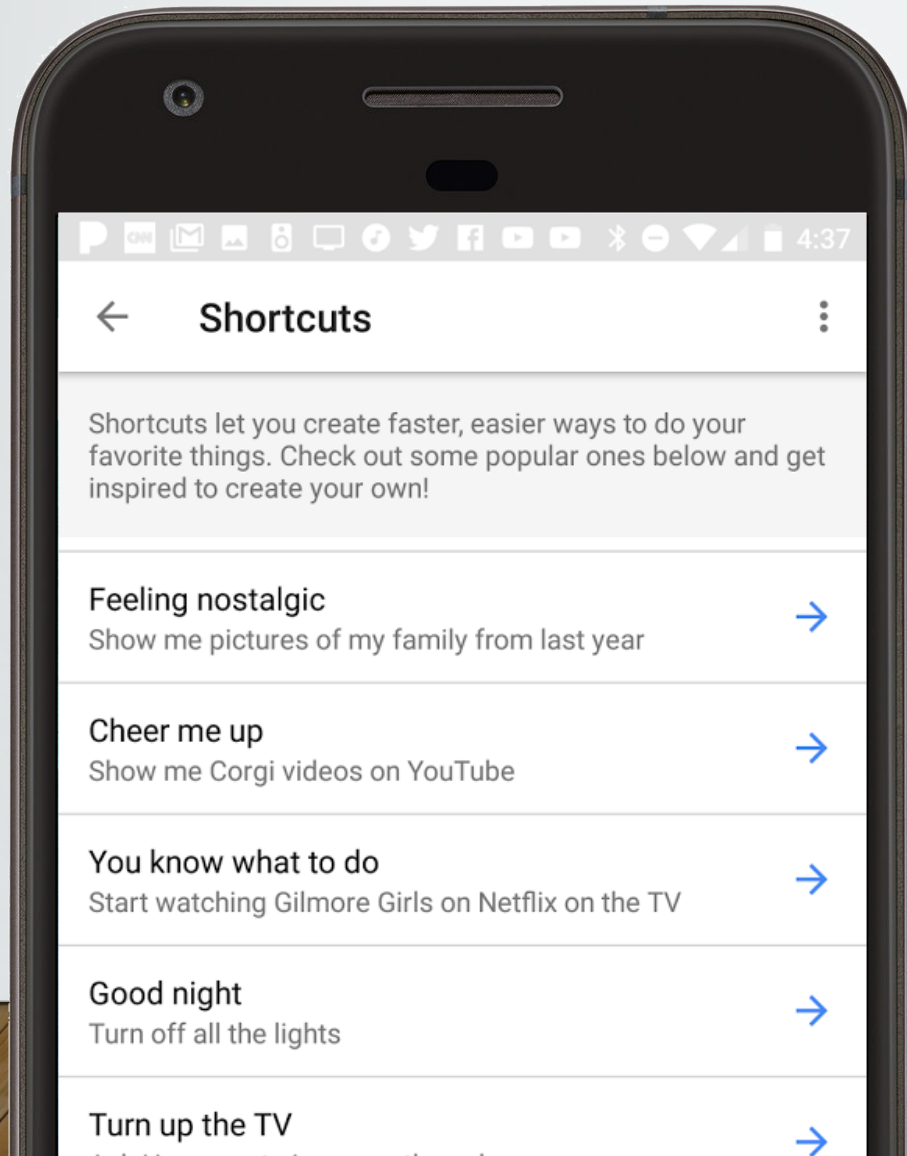 CNN
4:37
Shortcuts
Shortcuts let you create faster, easier ways to do your
favorite things. Check out some popular ones below and get
inspired to create your own!
Feeling nostalgic
Show me pictures of my family from last year
Cheer me up
Show me Corgi videos on YouTube
You know what to do
Start watching Gilmore Girls on Netflix on the TV
Good night
Turn off all the lights
Turn up the TV